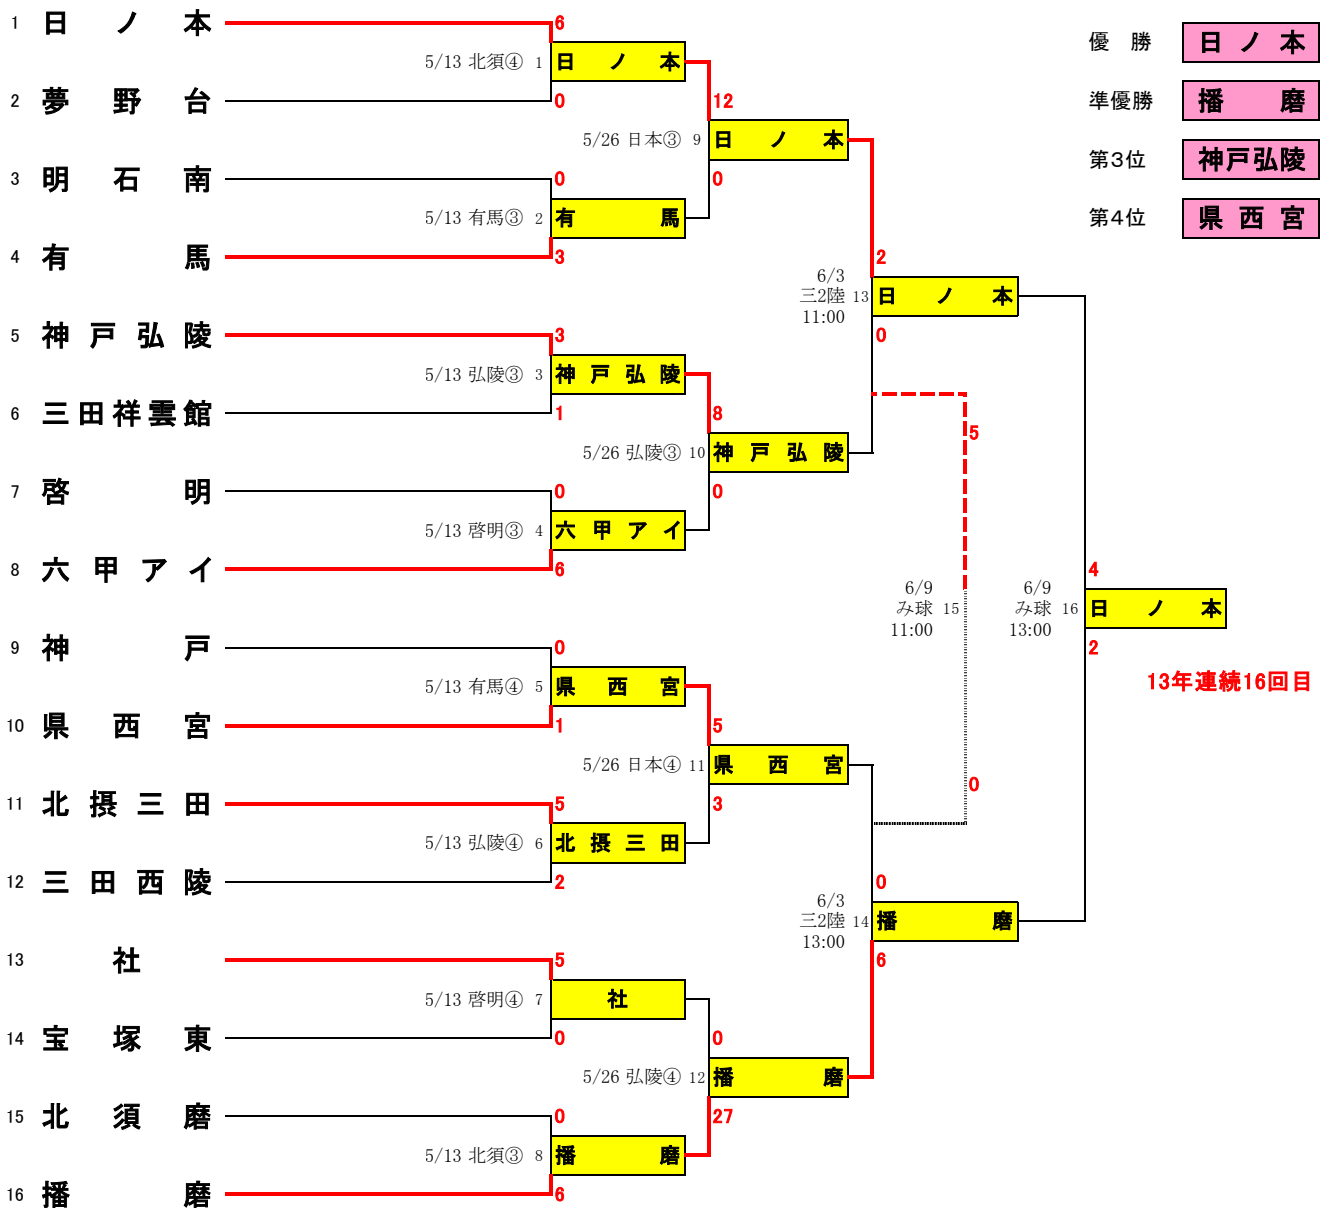 1 日ノ本 6
5/13 北須④ 1 日ノ本
2 夢野台 0
12
5/26 日本③ 9 日ノ本
3 明石南 0
0
5/13 有馬③ 2 有馬
4 有馬 3
2
6/3
三2陸 13 日ノ本
11:00
0
5 神戸弘陵 3
5/13 弘陵③ 3 神戸弘陵
6 三田祥雲館 1
8
5/26 弘陵③ 10 神戸弘陵
7 啓明 0
0
5/13 啓明③ 4 六甲アイ
8 六甲アイ 6
5
6/9
み球 15
11:00
0
4
6/9
み球 16 日ノ本
13:00
2
13年連続16回目
9 神戸 0
5/13 有馬④ 5 県西宮
10 県西宮 1
5
5/26 日本④ 11 県西宮
11 北摂三田 5
3
5/13 弘陵④ 6 北摂三田
12 三田西陵 2
0
6/3
三2陸 14 播磨
13:00
6
13 社 5
5/13 啓明④ 7 社
14 宝塚東 0
0
5/26 弘陵④ 12 播磨
15 北須磨 0
27
5/13 北須③ 8 播磨
16 播磨 6
優勝 日ノ本
準優勝 播磨
第3位 神戸弘陵
第4位 県西宮